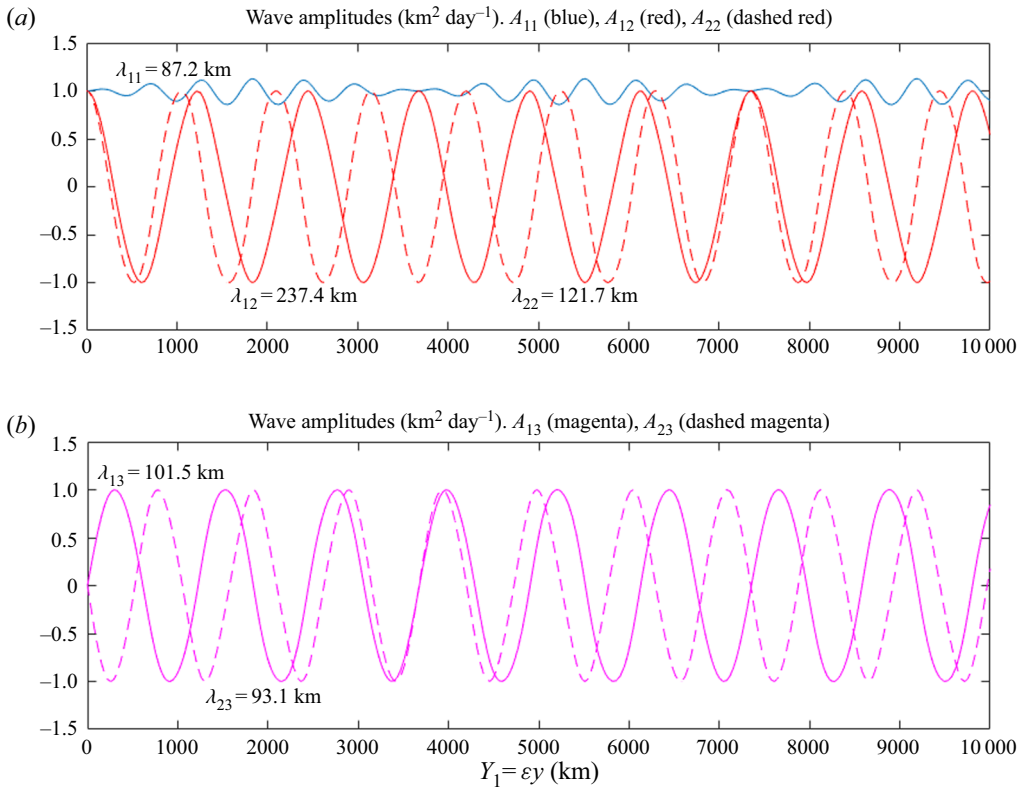 (a)
Wave amplitudes (km² day⁻¹). A₁₁ (blue), A₁₂ (red), A₂₂ (dashed red)
1.5
λ₁₁ = 87.2 km
1.0
0.5
0
–0.5
–1.0
λ₁₂ = 237.4 km λ₂₂ = 121.7 km
–1.5
0 1000 2000 3000 4000 5000 6000 7000 8000 9000 10 000
(b)
Wave amplitudes (km² day⁻¹). A₁₃ (magenta), A₂₃ (dashed magenta)
1.5
λ₁₃ = 101.5 km
1.0
0.5
0
–0.5
–1.0
λ₂₃ = 93.1 km
–1.5
0 1000 2000 3000 4000 5000 6000 7000 8000 9000 10 000
Y₁ = εy (km)